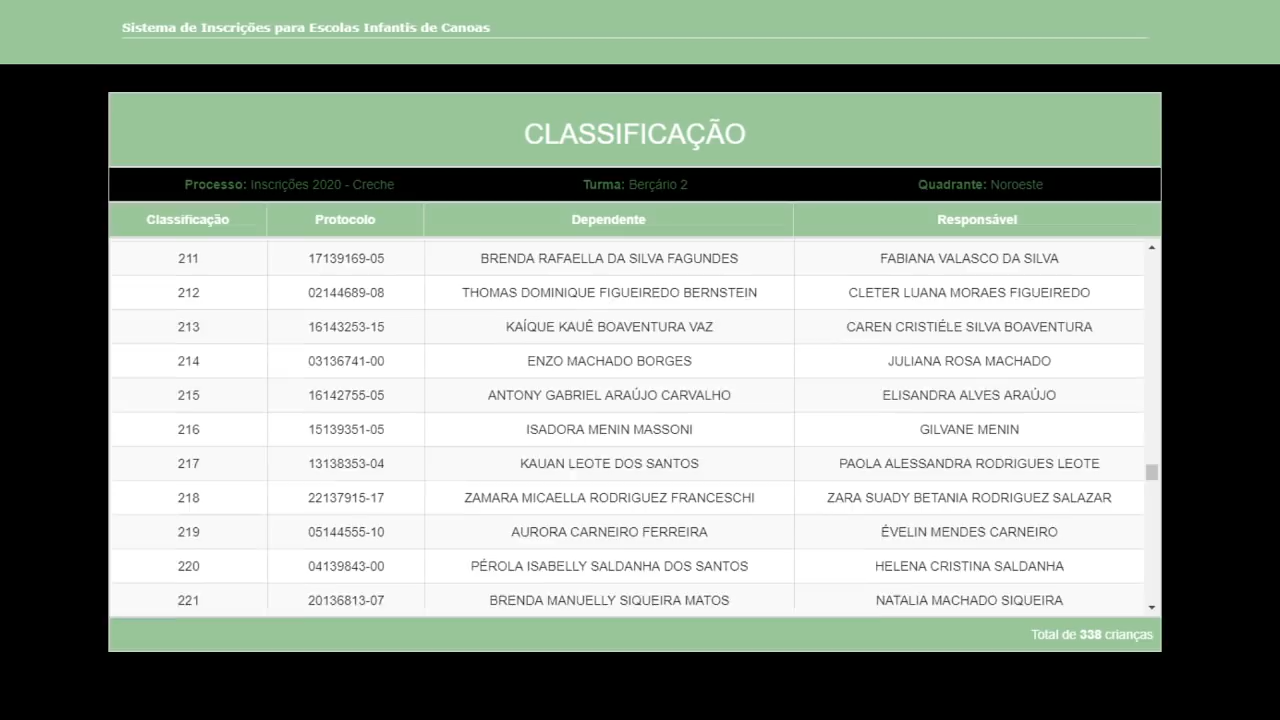 Sistema de Inscrições para Escolas Infantis de Canoas
CLASSIFICAÇÃO
Processo: Inscrições 2020 - Creche Turma: Berçário 2 Quadrante: Noroeste
Classificação Protocolo Dependente Responsável
211 17139169-05 BRENDA RAFAELLA DA SILVA FAGUNDES FABIANA VALASCO DA SILVA
212 02144689-08 THOMAS DOMINIQUE FIGUEIREDO BERNSTEIN CLETER LUANA MORAES FIGUEIREDO
213 16143253-15 KAÍQUE KAUÊ BOAVENTURA VAZ CAREN CRISTIÉLE SILVA BOAVENTURA
214 03136741-00 ENZO MACHADO BORGES JULIANA ROSA MACHADO
215 16142755-05 ANTONY GABRIEL ARAÚJO CARVALHO ELISANDRA ALVES ARAÚJO
216 15139351-05 ISADORA MENIN MASSONI GILVANE MENIN
217 13138353-04 KAUAN LEOTE DOS SANTOS PAOLA ALESSANDRA RODRIGUES LEOTE
218 22137915-17 ZAMARA MICAELLA RODRIGUEZ FRANCESCHI ZARA SUADY BETANIA RODRIGUEZ SALAZAR
219 05144555-10 AURORA CARNEIRO FERREIRA ÉVELIN MENDES CARNEIRO
220 04139843-00 PÉROLA ISABELLY SALDANHA DOS SANTOS HELENA CRISTINA SALDANHA
221 20136813-07 BRENDA MANUELLY SIQUEIRA MATOS NATALIA MACHADO SIQUEIRA
Total de 338 crianças